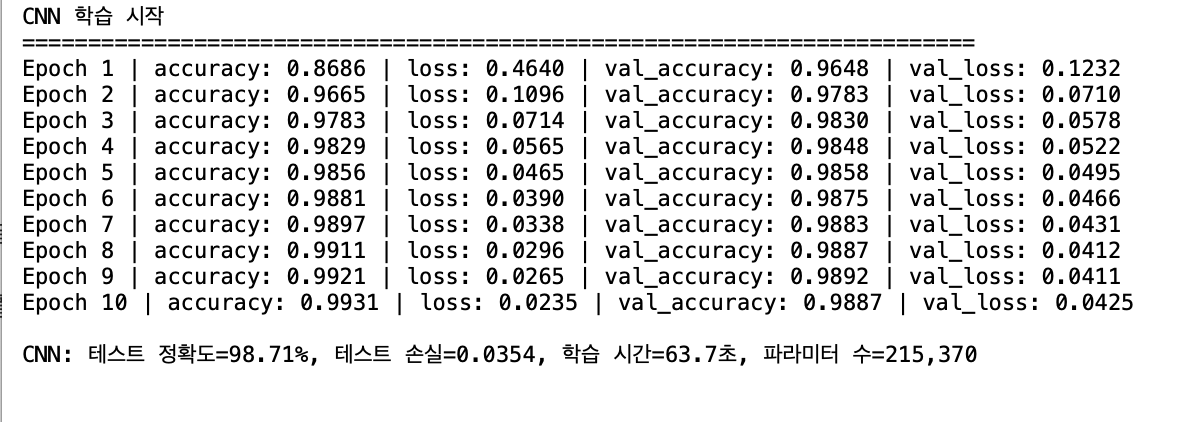 CNN 학습 시작
========================================================================
Epoch 1 | accuracy: 0.8686 | loss: 0.4640 | val_accuracy: 0.9648 | val_loss: 0.1232
Epoch 2 | accuracy: 0.9665 | loss: 0.1096 | val_accuracy: 0.9783 | val_loss: 0.0710
Epoch 3 | accuracy: 0.9783 | loss: 0.0714 | val_accuracy: 0.9830 | val_loss: 0.0578
Epoch 4 | accuracy: 0.9829 | loss: 0.0565 | val_accuracy: 0.9848 | val_loss: 0.0522
Epoch 5 | accuracy: 0.9856 | loss: 0.0465 | val_accuracy: 0.9858 | val_loss: 0.0495
Epoch 6 | accuracy: 0.9881 | loss: 0.0390 | val_accuracy: 0.9875 | val_loss: 0.0466
Epoch 7 | accuracy: 0.9897 | loss: 0.0338 | val_accuracy: 0.9883 | val_loss: 0.0431
Epoch 8 | accuracy: 0.9911 | loss: 0.0296 | val_accuracy: 0.9887 | val_loss: 0.0412
Epoch 9 | accuracy: 0.9921 | loss: 0.0265 | val_accuracy: 0.9892 | val_loss: 0.0411
Epoch 10 | accuracy: 0.9931 | loss: 0.0235 | val_accuracy: 0.9887 | val_loss: 0.0425
CNN: 테스트 정확도=98.71%, 테스트 손실=0.0354, 학습 시간=63.7초, 파라미터 수=215,370